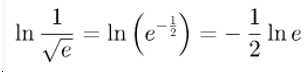 ln 1/√e = ln (e^{-1/2}) = - 1/2 ln e